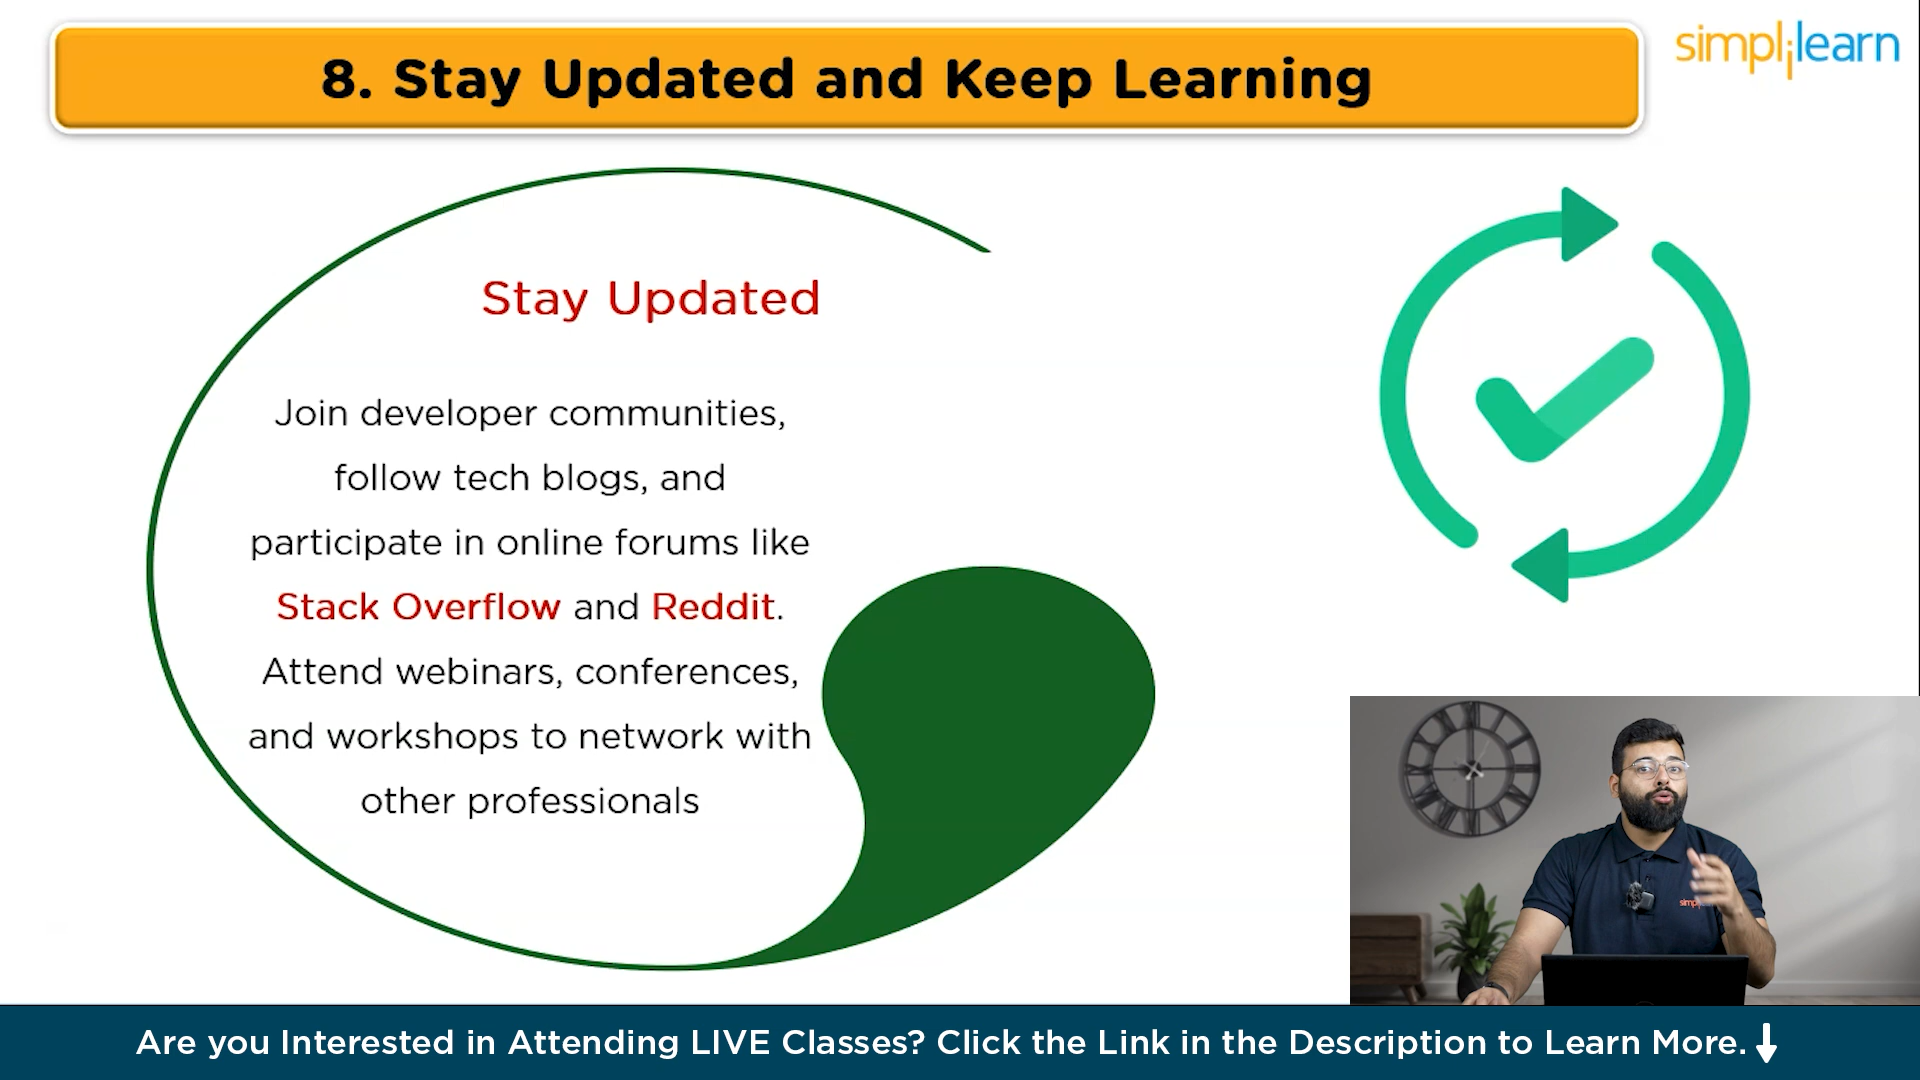 8. Stay Updated and Keep Learning
simplilearn
Stay Updated
Join developer communities,
follow tech blogs, and
participate in online forums like
Stack Overflow and Reddit.
Attend webinars, conferences,
and workshops to network with
other professionals
Are you Interested in Attending LIVE Classes? Click the Link in the Description to Learn More.